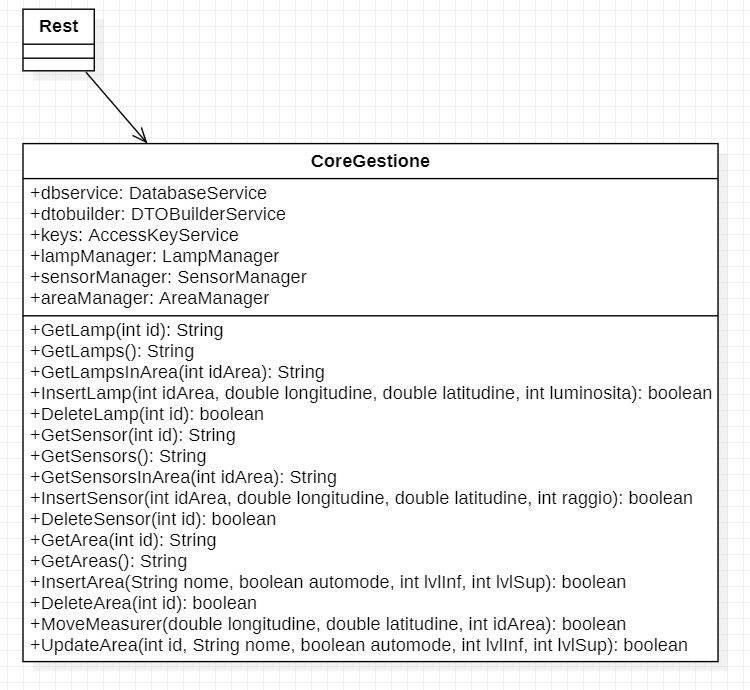 Rest
CoreGestione
+dbservice: DatabaseService
+dtobuilder: DTOBuilderService
+keys: AccessKeyService
+lampManager: LampManager
+sensorManager: SensorManager
+areaManager: AreaManager
+GetLamp(int id): String
+GetLamps(): String
+GetLampsInArea(int idArea): String
+InsertLamp(int idArea, double longitudine, double latitudine, int luminosita): boolean
+DeleteLamp(int id): boolean
+GetSensor(int id): String
+GetSensors(): String
+GetSensorsInArea(int idArea): String
+InsertSensor(int idArea, double longitudine, double latitudine, int raggio): boolean
+DeleteSensor(int id): boolean
+GetArea(int id): String
+GetAreas(): String
+InsertArea(String nome, boolean automode, int lvlInf, int lvlSup): boolean
+DeleteArea(int id): boolean
+MoveMeasurer(double longitudine, double latitudine, int idArea): boolean
+UpdateArea(int id, String nome, boolean automode, int lvlInf, int lvlSup): boolean